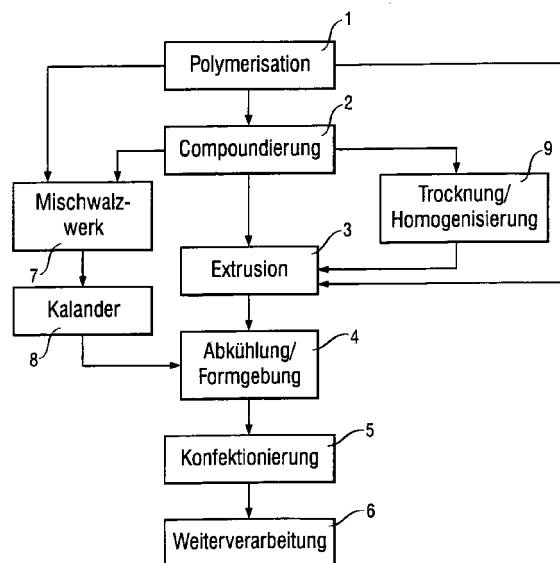 1
Polymerisation
2
Compoundierung
9
Trocknung/
Homogenisierung
Mischwalz-
werk
7
3
Extrusion
Kalander
8
4
Abkühlung/
Formgebung
5
Konfektionierung
6
Weiterverarbeitung